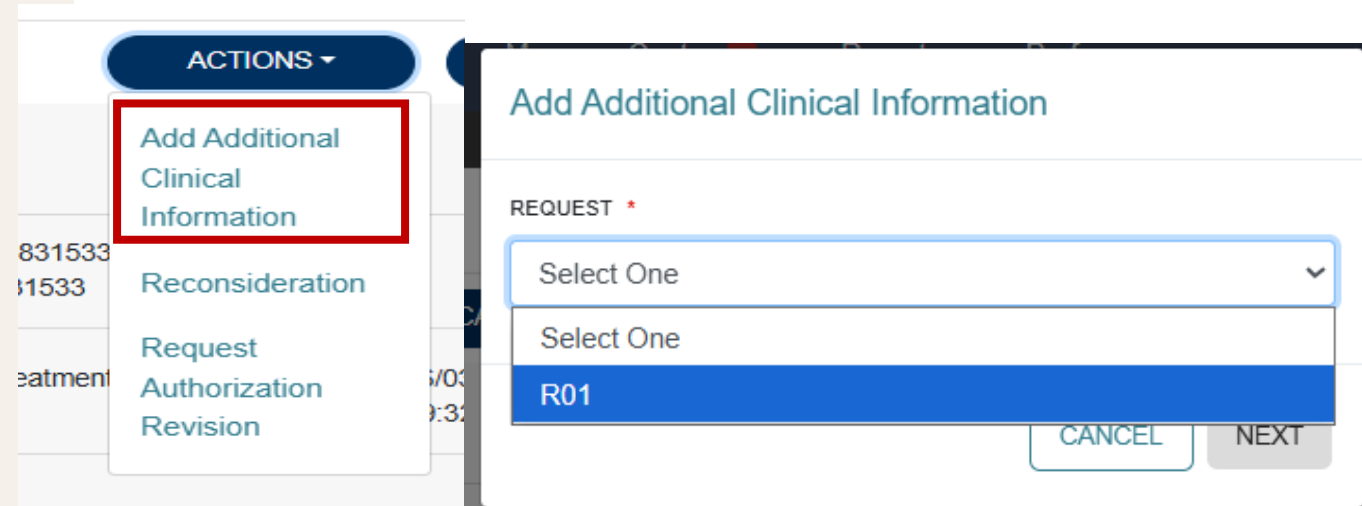 ACTIONS
Add Additional
Clinical
Information
831533
31533
Reconsideration
Request
Authorization
Revision
eatment
Add Additional Clinical Information
REQUEST *
Select One
Select One
R01
CANCEL
NEXT